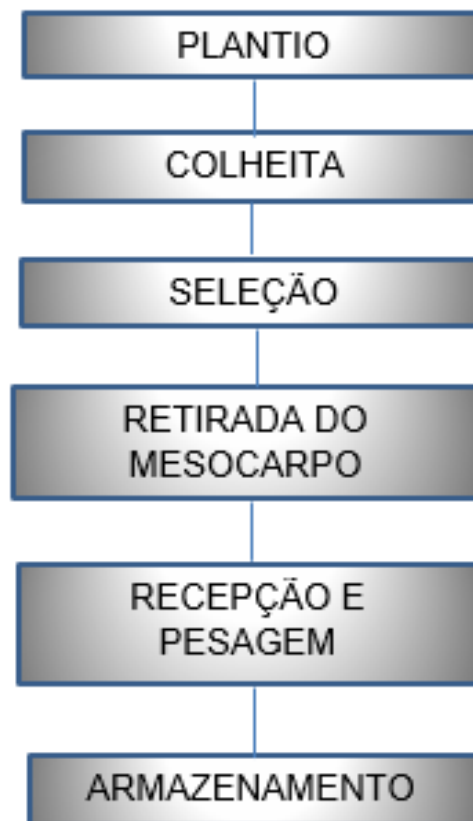 PLANTIO
COLHEITA
SELEÇÃO
RETIRADA DO
MESOCARPO
RECEPÇÃO E
PESAGEM
ARMAZENAMENTO